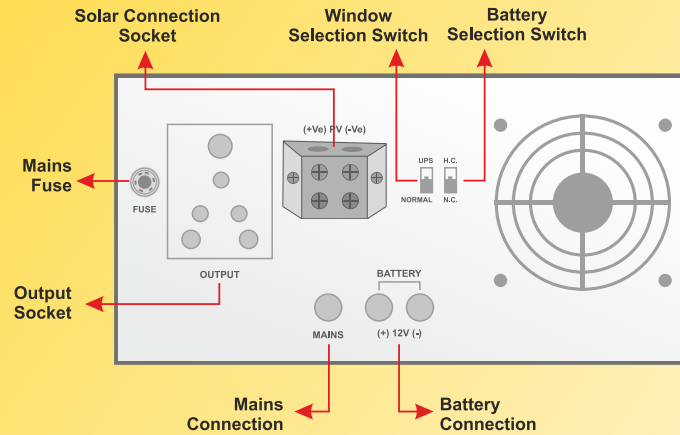 Solar Connection
Socket
Window
Selection Switch
Battery
Selection Switch
(+Ve) PV (-Ve)
UPS
H.C.
NORMAL
N.C.
Mains
Fuse
FUSE
OUTPUT
BATTERY
Output
Socket
MAINS
(+) 12V (-)
Mains
Connection
Battery
Connection